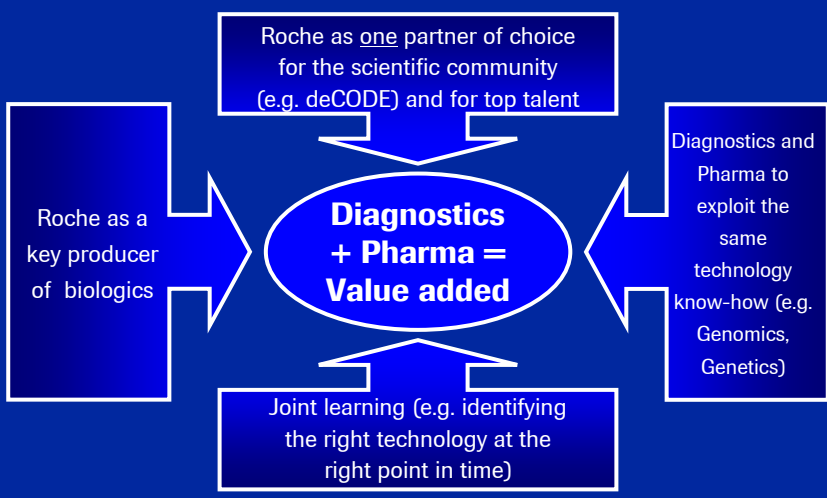 Roche as one partner of choice
for the scientific community
(e.g. deCODE) and for top talent
Roche as a
key producer
of biologics
Diagnostics
+ Pharma =
Value added
Diagnostics and
Pharma to
exploit the
same
technology
know-how (e.g.
Genomics,
Genetics)
Joint learning (e.g. identifying
the right technology at the
right point in time)